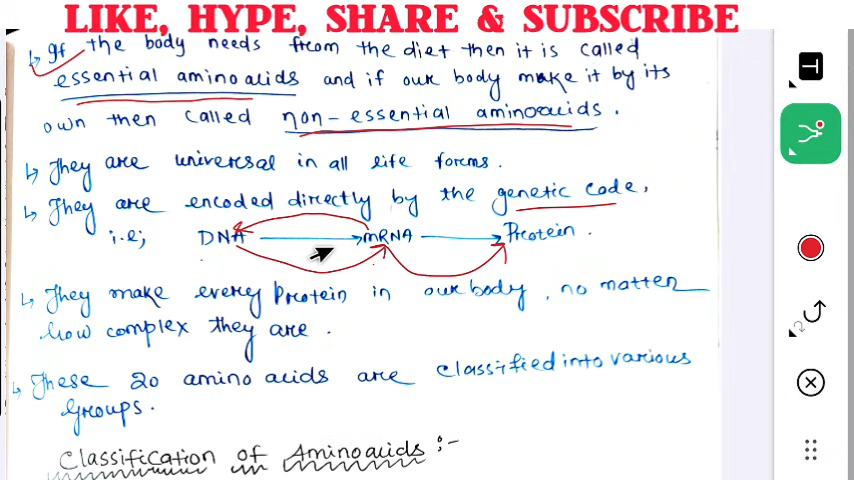 LIKE, HYPE, SHARE & SUBSCRIBE
↳ If the body needs from the diet then it is called
essential aminoacids and if our body make it by its
own then called non-essential aminoacids.
↳ They are universal in all life forms.
↳ They are encoded directly by the genetic code,
i.e; DNA → mRNA → Protein.
↳ They make every Protein in our body, no matter
how complex they are.
↳ These 20 amino acids are classified into various
groups.
Classification of Aminoacids :-